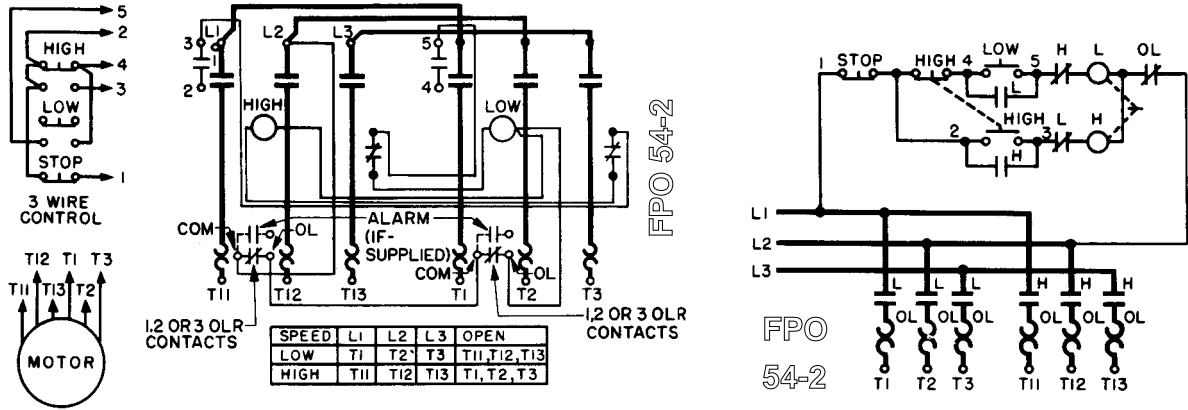 5
2
HIGH
4
3
LOW
STOP
1
3 WIRE
CONTROL
T12 T1 T3
T11 T13 T2
MOTOR
L1 L2 L3
3
1
2
5
4
HIGH
LOW
COM
ALARM
(IF-
SUPPLIED)
OL
COM
OL
T11 T12 T13 T1 T2 T3
1.2 OR 3 OLR
CONTACTS
1,2 OR 3 OLR
CONTACTS
SPEED L1 L2 L3 OPEN
LOW T1 T2 T3 T11,T12,T13
HIGH T11 T12 T13 T1,T2,T3
FPO 54-2
1 STOP HIGH 4 LOW 5 H L OL
L
2 HIGH 3 L H
H
L1
L2
L3
L L L H H H
OL OL OL OL
T1 T2 T3 T11 T12 T13
FPO
54-2